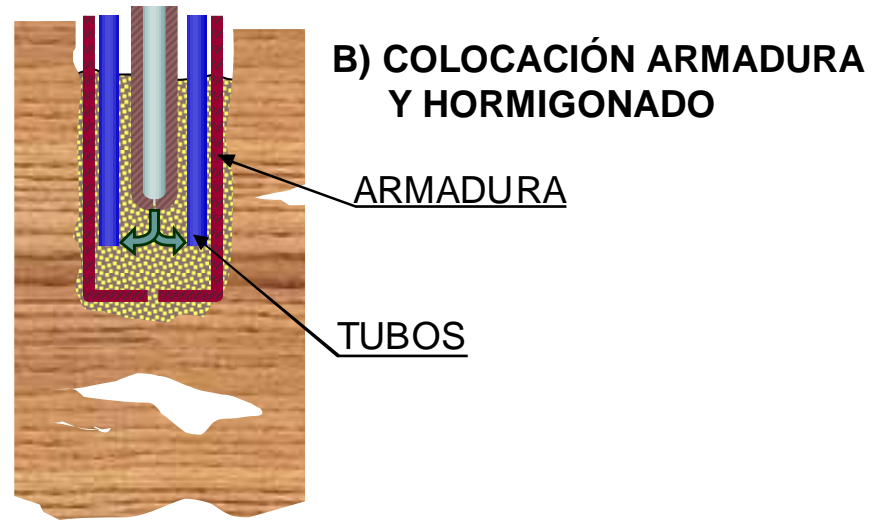 B) COLOCACIÓN ARMADURA
Y HORMIGONADO
ARMADURA
TUBOS